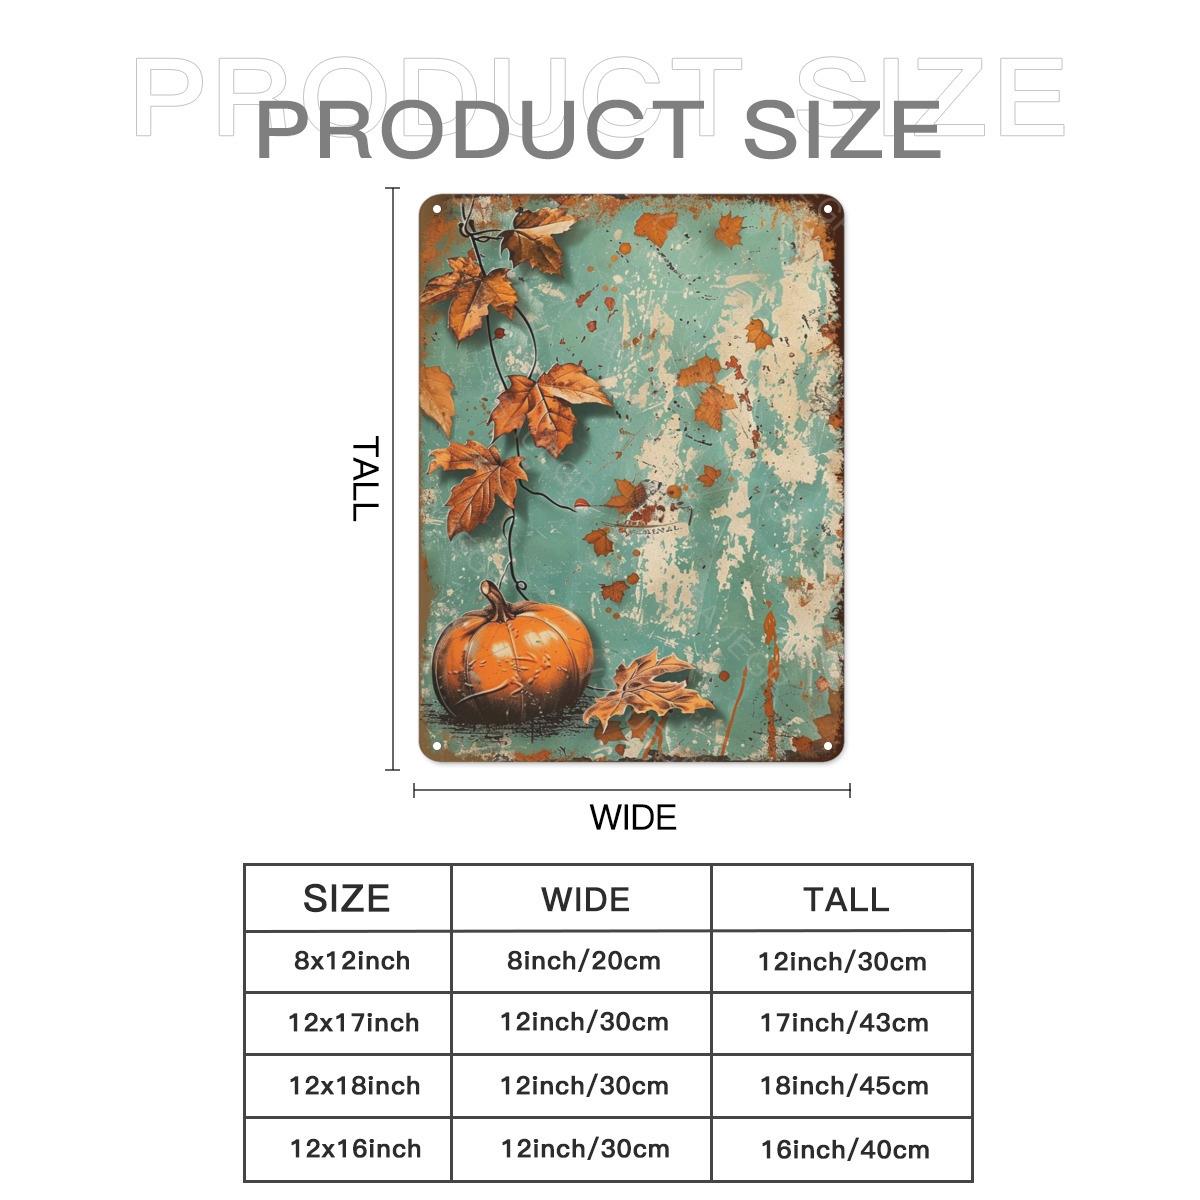 PRODUCT SIZE
PRODUCT SIZE
TALL
WIDE
SIZE WIDE TALL
8x12inch 8inch/20cm 12inch/30cm
12x17inch 12inch/30cm 17inch/43cm
12x18inch 12inch/30cm 18inch/45cm
12x16inch 12inch/30cm 16inch/40cm